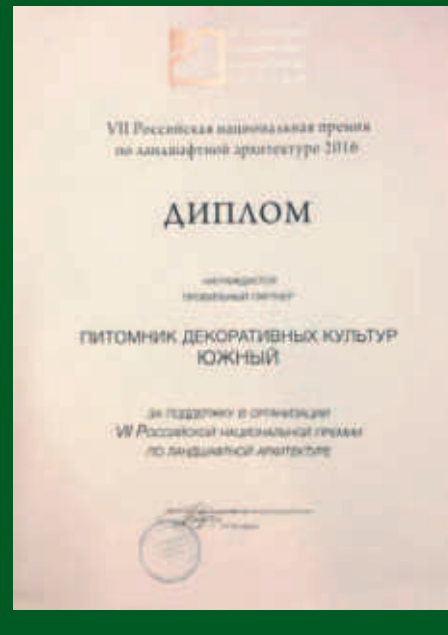 VII Российская национальная премия
по ландшафтной архитектуре 2016
ДИПЛОМ
НАГРАЖДАЕТСЯ
ПРОФИЛЬНЫЙ ПАРТНЕР
ПИТОМНИК ДЕКОРАТИВНЫХ КУЛЬТУР
ЮЖНЫЙ
ЗА ПОДДЕРЖКУ В ОРГАНИЗАЦИИ
VII РОССИЙСКОЙ НАЦИОНАЛЬНОЙ ПРЕМИИ
ПО ЛАНДШАФТНОЙ АРХИТЕКТУРЕ